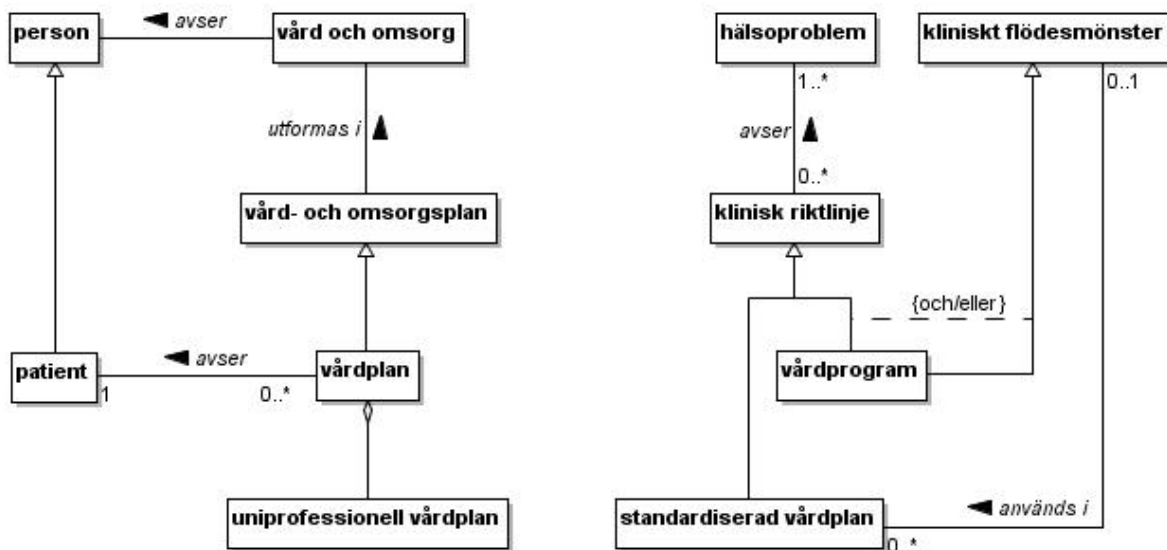 person
avser
vård och omsorg
hälsoproblem
kliniskt flödesmönster
1..*
0..1
utformas i
avser
0..*
vård- och omsorgsplan
klinisk riktlinje
{och/eller}
patient
avser
vårdplan
vårdprogram
1
0..*
uniprofessionell vårdplan
standardiserad vårdplan
används i
0..*